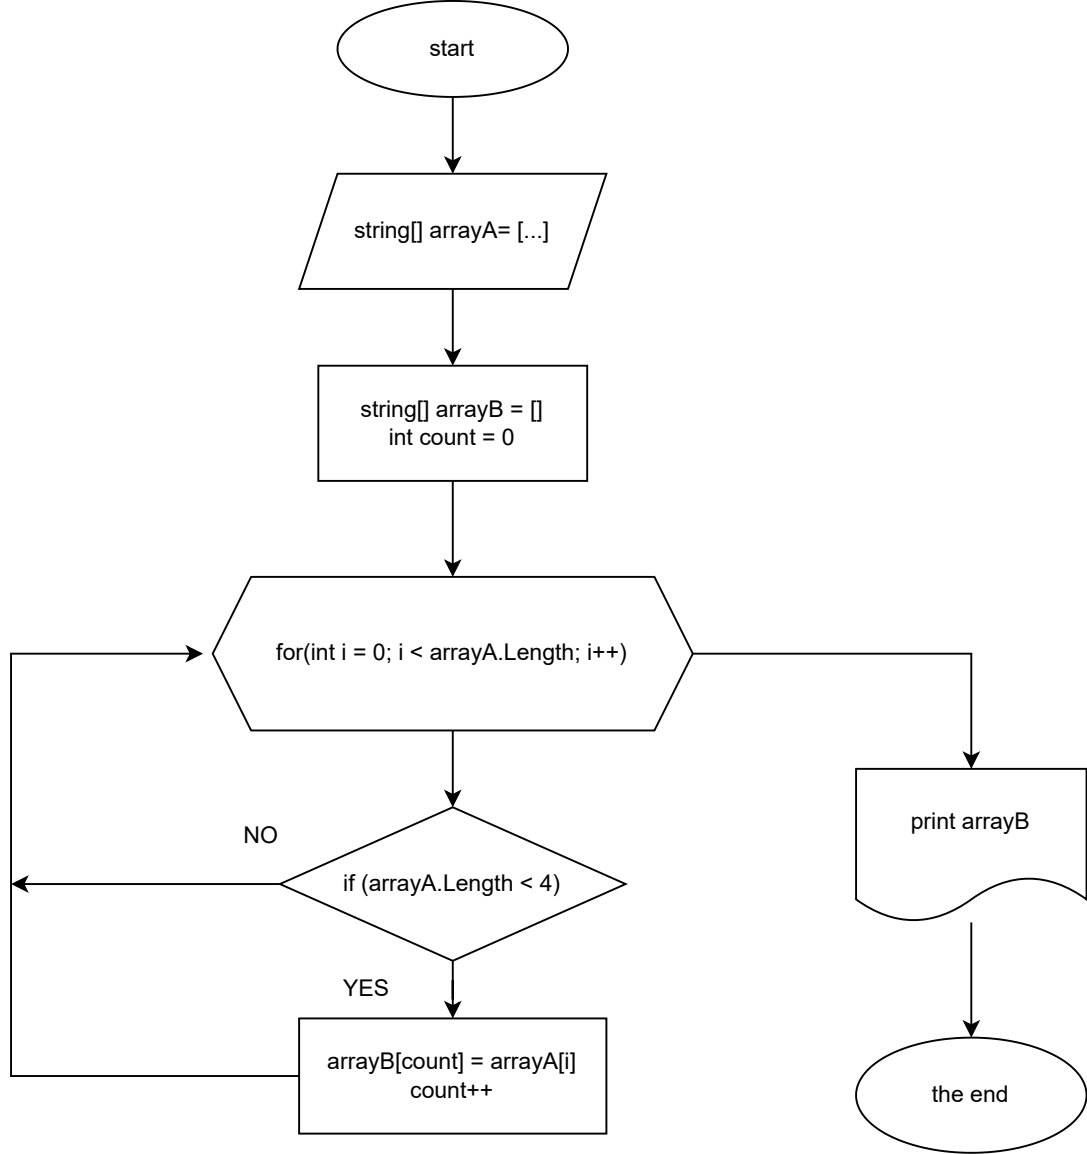 start
string[] arrayA= [...]
string[] arrayB = []
int count = 0
for(int i = 0; i < arrayA.Length; i++)
NO
if (arrayA.Length < 4)
YES
arrayB[count] = arrayA[i]
count++
print arrayB
the end